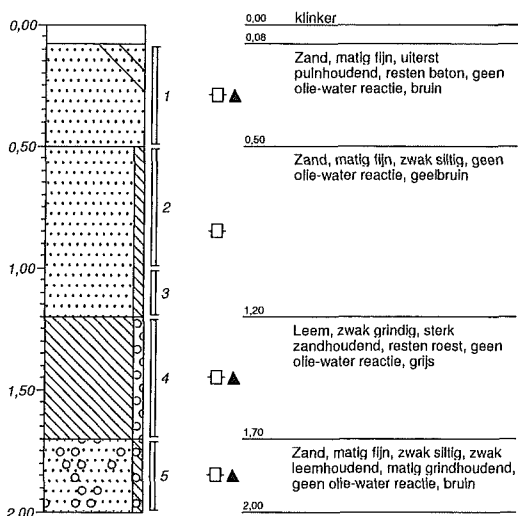 0,00
0,50
1,00
1,50
2,00
1
2
3
4
5
0,00 klinker
0,08
Zand, matig fijn, uiterst
puinhoudend, resten beton, geen
olie-water reactie, bruin
0,50
Zand, matig fijn, zwak siltig, geen
olie-water reactie, geelbruin
1,20
Leem, zwak grindig, sterk
zandhoudend, resten roest, geen
olie-water reactie, grijs
1,70
Zand, matig fijn, zwak siltig, zwak
leemhoudend, matig grindhoudend,
geen olie-water reactie, bruin
2,00